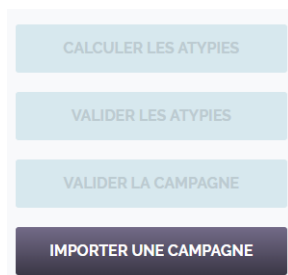 CALCULER LES ATYPIES
VALIDER LES ATYPIES
VALIDER LA CAMPAGNE
IMPORTER UNE CAMPAGNE